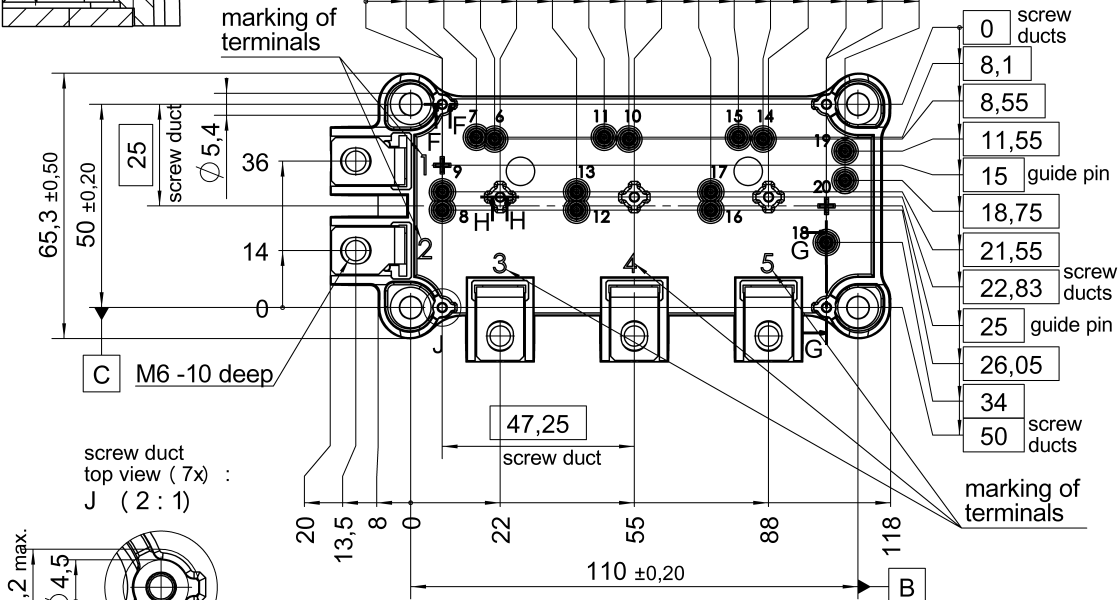 marking of
terminals
0
screw
ducts
8,1
8,55
11,55
15
guide pin
18,75
21,55
22,83
screw
ducts
25
guide pin
26,05
34
50
screw
ducts
65,3 ±0,50
50 ±0,20
25
screw duct
∅ 5,4
36
14
0
F
F
7
6
11
10
15
14
19
1
9
13
17
20
8
H
H
12
16
18
G
2
3
4
5
J
G
C
M6 -10 deep
47,25
screw duct
screw duct
top view ( 7x) :
J ( 2 : 1)
marking of
terminals
20
13,5
8
0
22
55
88
118
110 ±0,20
B
,2 max.
∅ 4,5